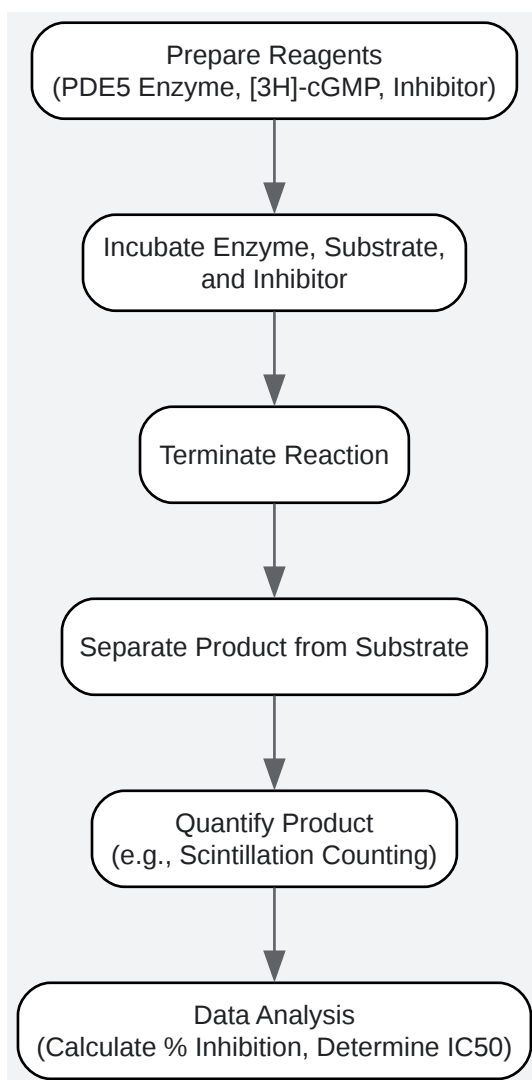 Prepare Reagents
(PDE5 Enzyme, [3H]-cGMP, Inhibitor)
Incubate Enzyme, Substrate,
and Inhibitor
Terminate Reaction
Separate Product from Substrate
Quantify Product
(e.g., Scintillation Counting)
Data Analysis
(Calculate % Inhibition, Determine IC50)